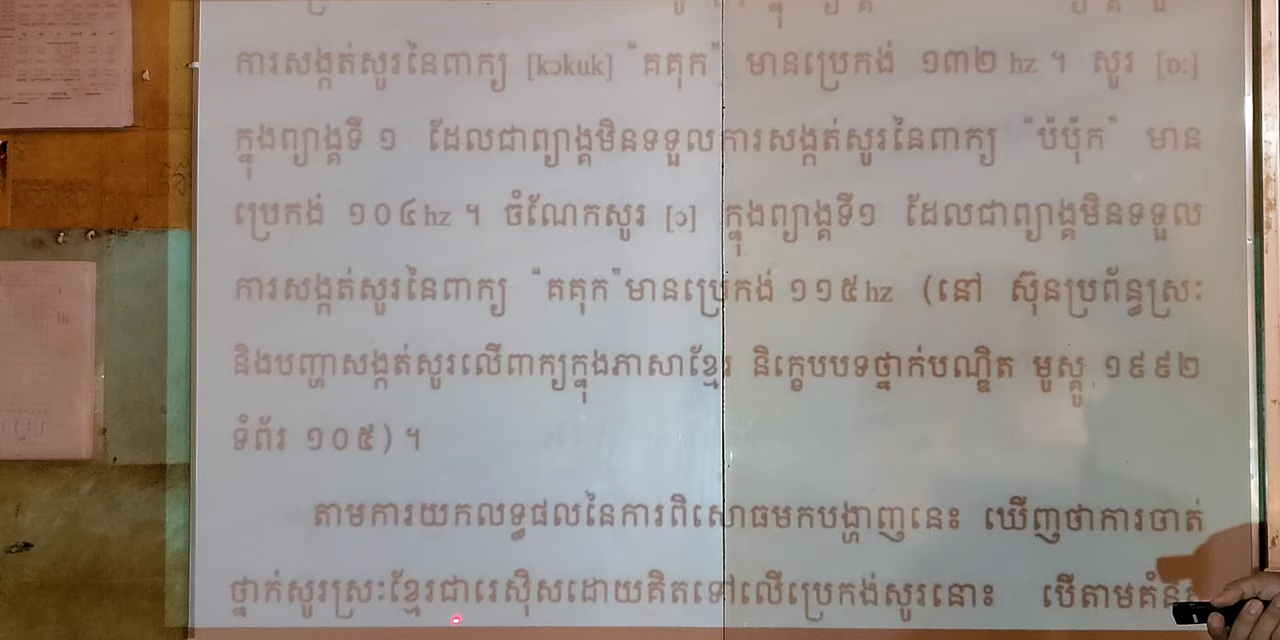 ការសង្កត់សូរនៃពាក្យ [kɔkuk] "គគុក" មានប្រេកង់ ១៣២ hz ។ សូរ [ɒː]
ក្នុងព្យាង្គទី ១ ដែលជាព្យាង្គមិនទទួលការសង្កត់សូរនៃពាក្យ "បំប៉ុក" មាន
ប្រេកង់ ១០៤ hz ។ ចំណែកសូរ [ɔ] ក្នុងព្យាង្គទី១ ដែលជាព្យាង្គមិនទទួល
ការសង្កត់សូរនៃពាក្យ "គគុក" មានប្រេកង់ ១១៥ hz (នៅ ស៊ុនប្រព័ន្ធស្រៈ
និងបញ្ហាសង្កត់សូរលើពាក្យក្នុងភាសាខ្មែរ និក្ខេបបទថ្នាក់បណ្ឌិត មូស្គូ ១៩៩២
ទំព័រ ១០៥) ។
តាមការយកលទ្ធផលនៃការពិសោធមកបង្ហាញនេះ ឃើញថាការចាត់
ថ្នាក់សូរស្រៈខ្មែរជារេស៊ិសដោយគិតទៅលើប្រេកង់សូរនោះ បើតាមគំនិត